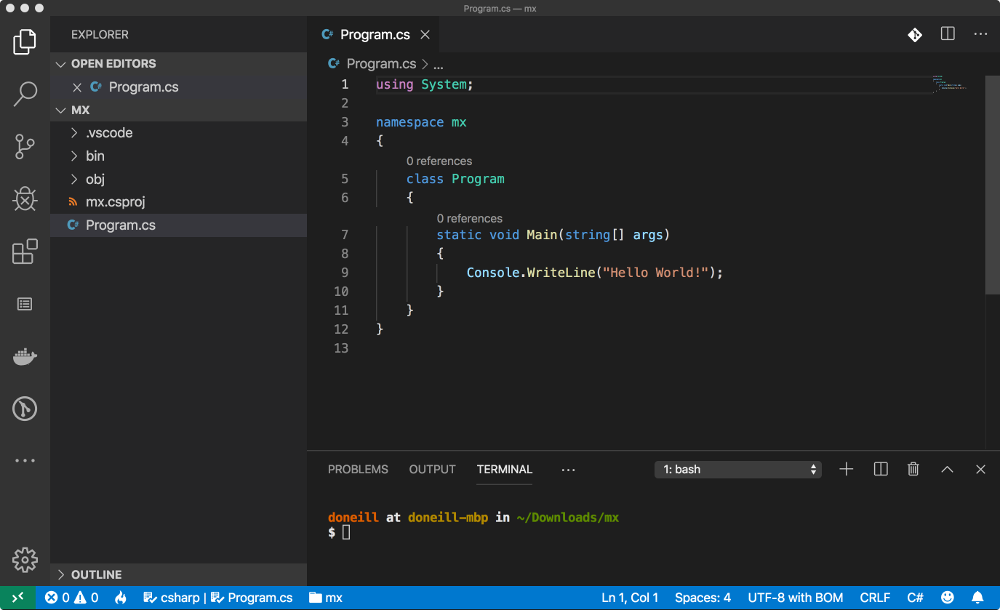 Program.cs — mx
EXPLORER
OPEN EDITORS
C# Program.cs
MX
.vscode
bin
obj
mx.csproj
C# Program.cs
OUTLINE
C# Program.cs
C# Program.cs > ...
1 using System;
2
3 namespace mx
4 {
0 references
5 class Program
6 {
0 references
7 static void Main(string[] args)
8 {
9 Console.WriteLine("Hello World!");
10 }
11 }
12 }
13
PROBLEMS OUTPUT TERMINAL ... 1: bash
doneill at doneill-mbp in ~/Downloads/mx
$
0 0 csharp | Program.cs mx Ln 1, Col 1 Spaces: 4 UTF-8 with BOM CRLF C#